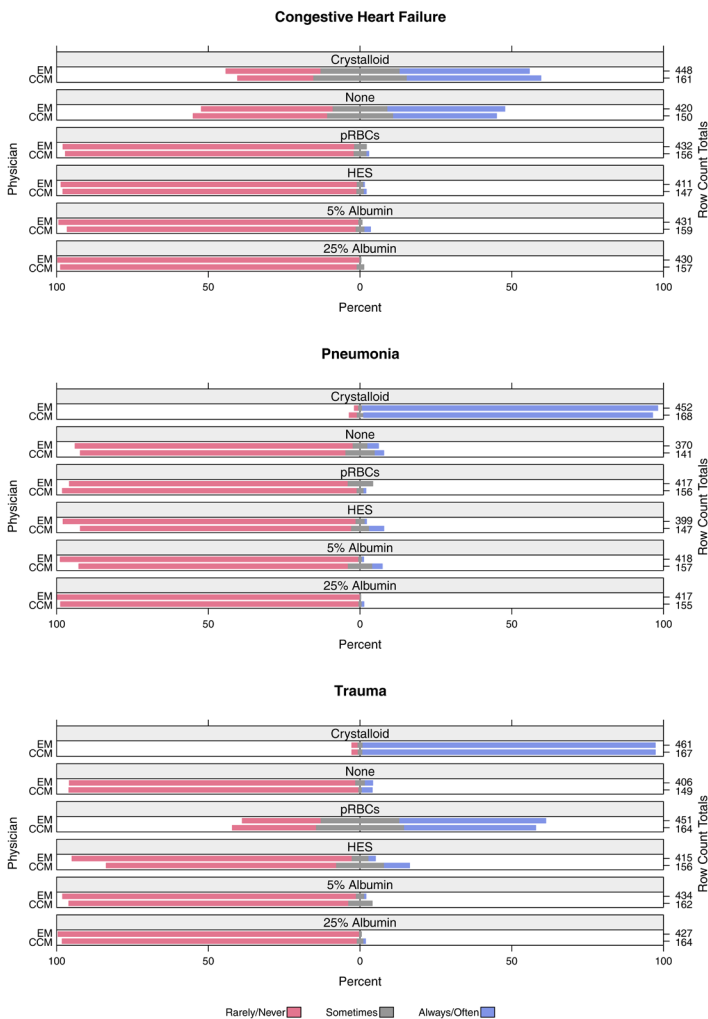 Congestive Heart Failure
Crystalloid
EM 448
CCM 161
None
EM 420
CCM 150
pRBCs
EM 432
CCM 156
HES
EM 411
CCM 147
5% Albumin
EM 431
CCM 159
25% Albumin
EM 430
CCM 157
Physician
Row Count Totals
100 50 0 50 100
Percent
Pneumonia
Crystalloid
EM 452
CCM 168
None
EM 370
CCM 141
pRBCs
EM 417
CCM 156
HES
EM 399
CCM 147
5% Albumin
EM 418
CCM 157
25% Albumin
EM 417
CCM 155
Physician
Row Count Totals
100 50 0 50 100
Percent
Trauma
Crystalloid
EM 461
CCM 167
None
EM 406
CCM 149
pRBCs
EM 451
CCM 164
HES
EM 415
CCM 156
5% Albumin
EM 434
CCM 162
25% Albumin
EM 427
CCM 164
Physician
Row Count Totals
100 50 0 50 100
Percent
Rarely/Never Sometimes Always/Often